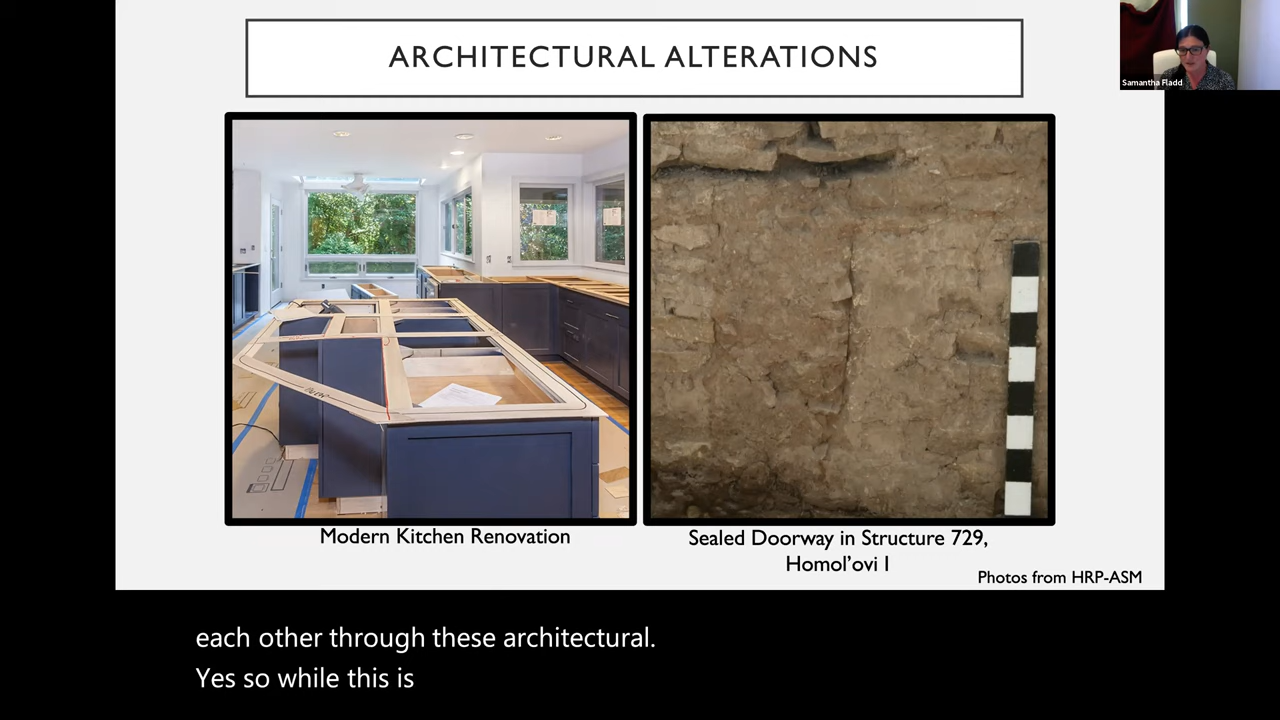 ARCHITECTURAL ALTERATIONS
Samantha Fladd
Modern Kitchen Renovation
Sealed Doorway in Structure 729,
Homol’ovi I
Photos from HRP-ASM
each other through these architectural.
Yes so while this is